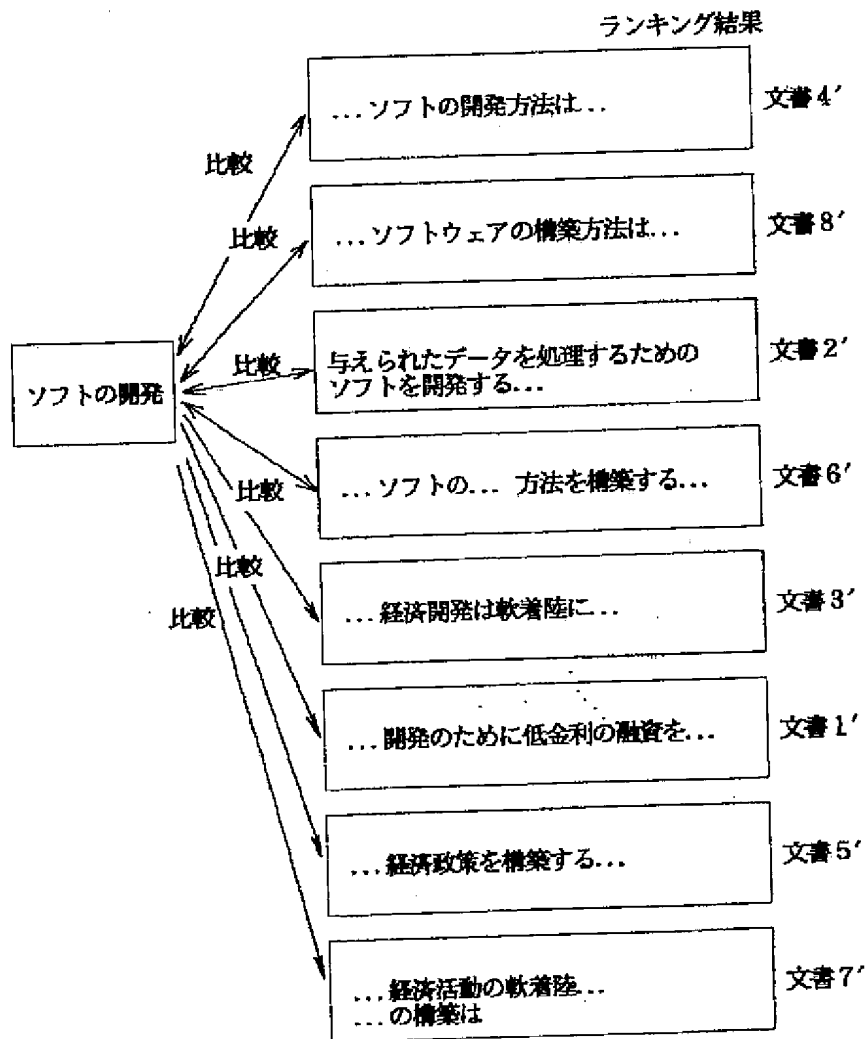 ランキング結果
...ソフトの開発方法は...
文書4′
比較
...ソフトウェアの構築方法は...
文書8′
比較
与えられたデータを処理するための
ソフトを開発する...
文書2′
比較
ソフトの開発
...ソフトの... 方法を構築する...
文書6′
比較
...経済開発は軟着陸に...
文書3′
比較
比較
...開発のために低金利の融資を...
文書1′
...経済政策を構築する...
文書5′
...経済活動の軟着陸...
...の構築は
文書7′